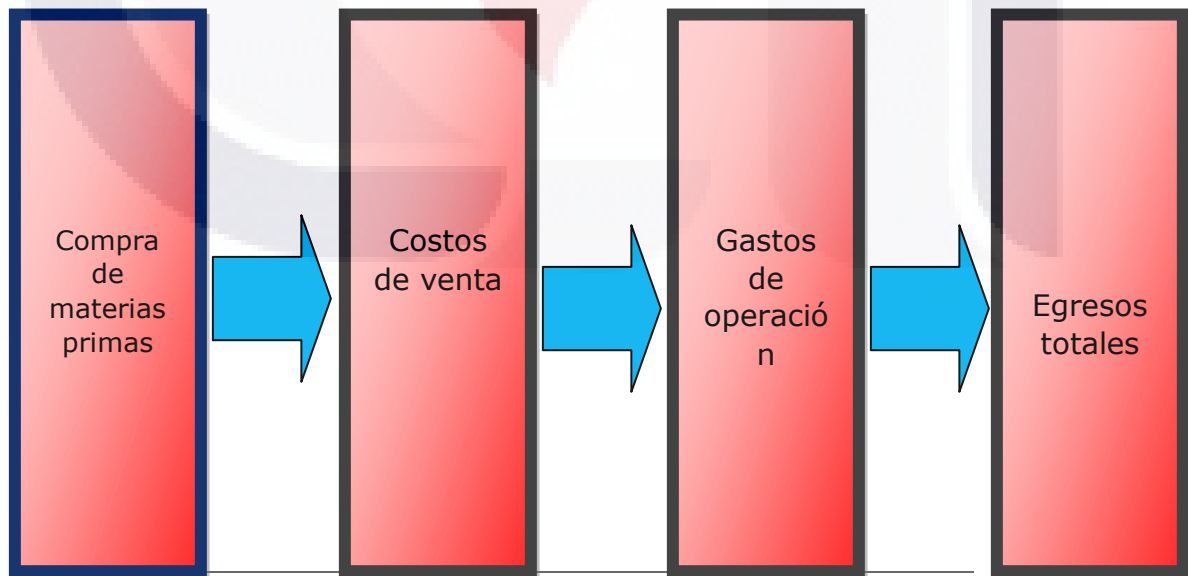 Compra
de
materias
primas
Costos
de venta
Gastos
de
operació
n
Egresos
totales